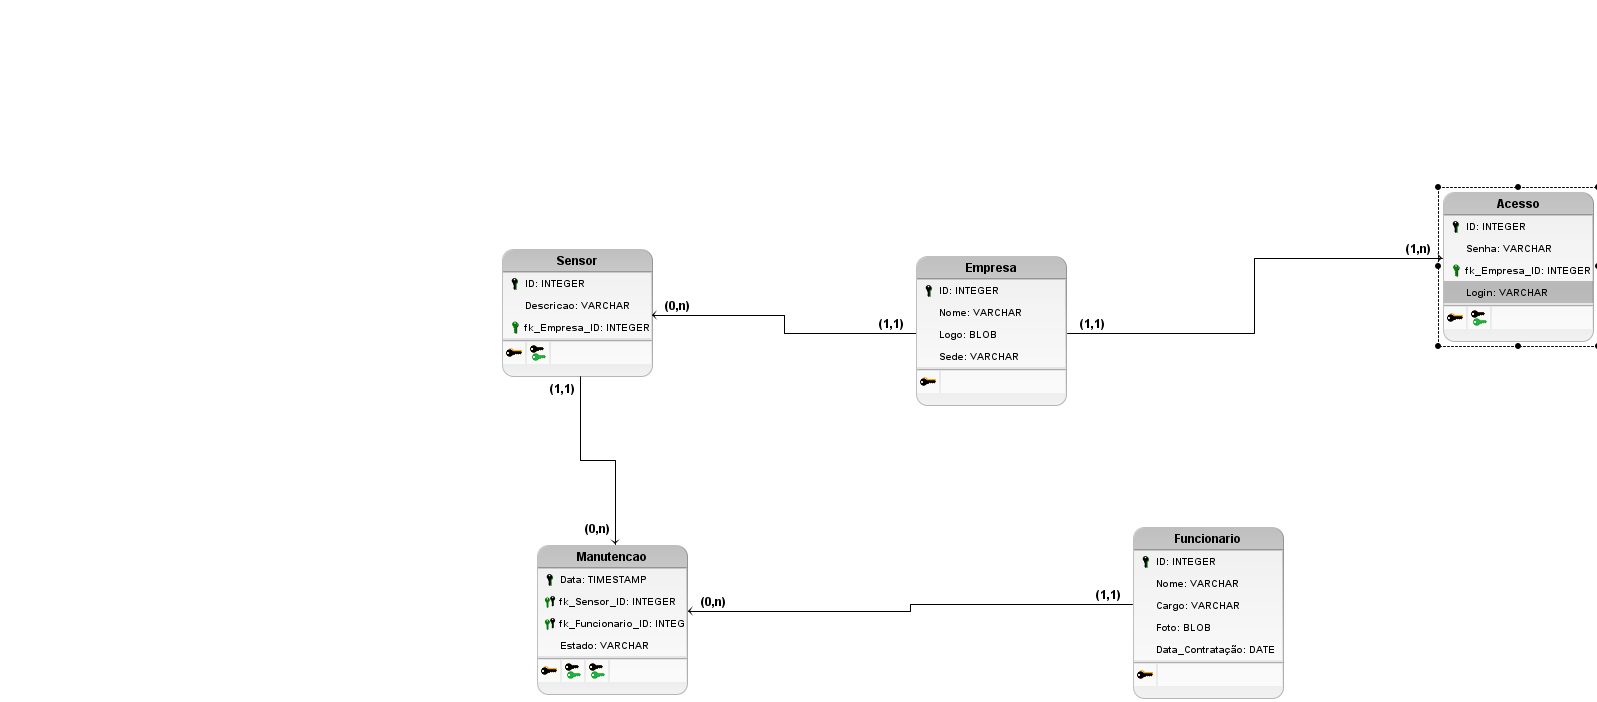 Acesso
ID: INTEGER
Senha: VARCHAR
fk_Empresa_ID: INTEGER
Login: VARCHAR
(1,n)
Sensor
ID: INTEGER
Descricao: VARCHAR
fk_Empresa_ID: INTEGER
(0,n)
(1,1)
Empresa
ID: INTEGER
Nome: VARCHAR
Logo: BLOB
Sede: VARCHAR
(1,1)
(1,1)
(0,n)
Manutencao
Data: TIMESTAMP
fk_Sensor_ID: INTEGER
fk_Funcionario_ID: INTEG
Estado: VARCHAR
(0,n)
(1,1)
Funcionario
ID: INTEGER
Nome: VARCHAR
Cargo: VARCHAR
Foto: BLOB
Data_Contratação: DATE